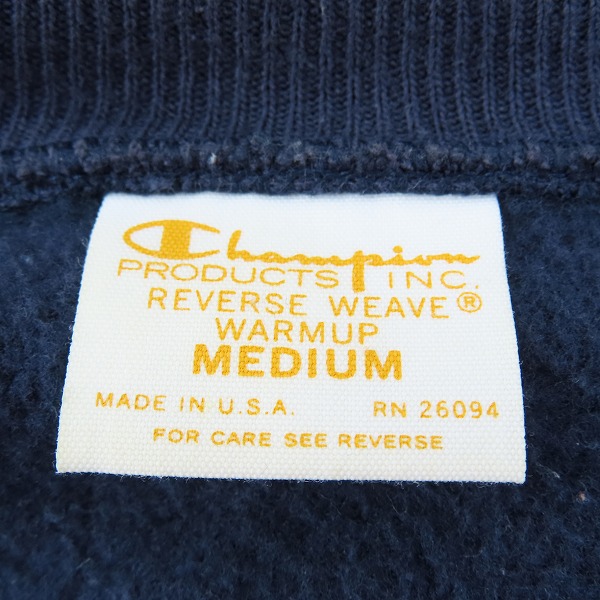 Champion
PRODUCTS INC.
REVERSE WEAVE®
WARMUP
MEDIUM
MADE IN U.S.A. RN 26094
FOR CARE SEE REVERSE